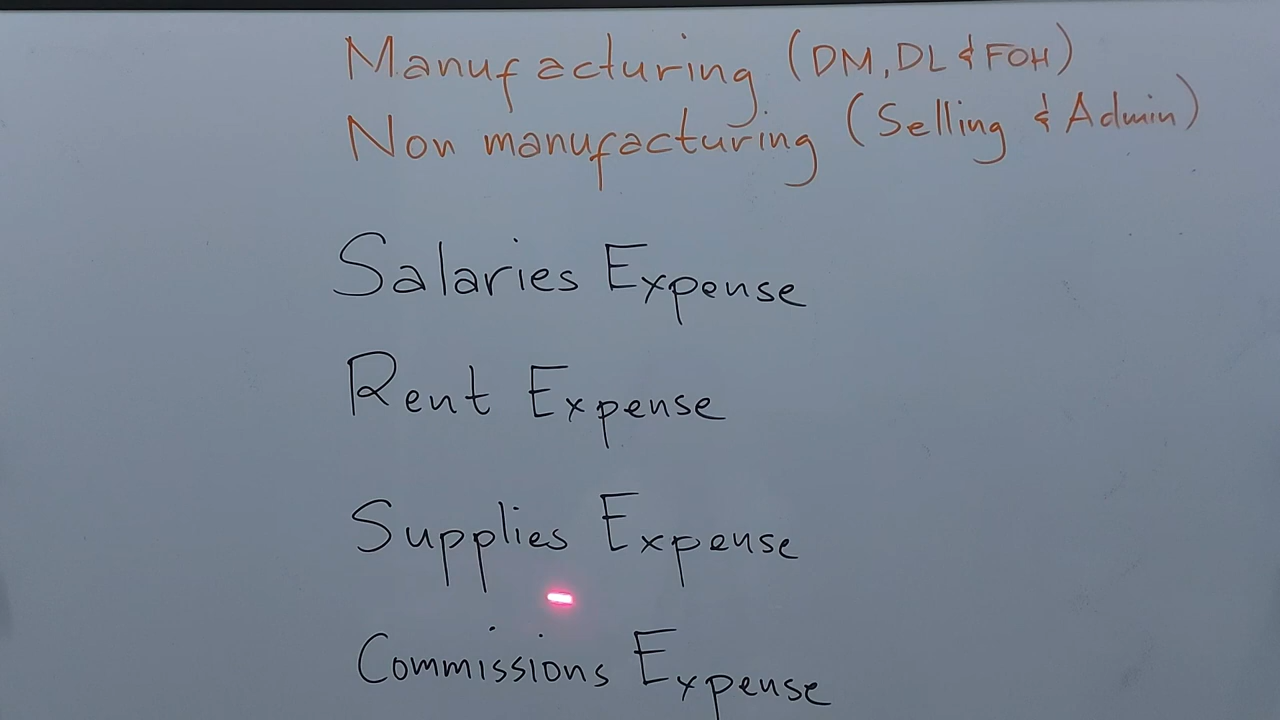 Manufacturing (DM, DL & FOH)
Non manufacturing (Selling & Admin)
Salaries Expense
Rent Expense
Supplies Expense
Commissions Expense